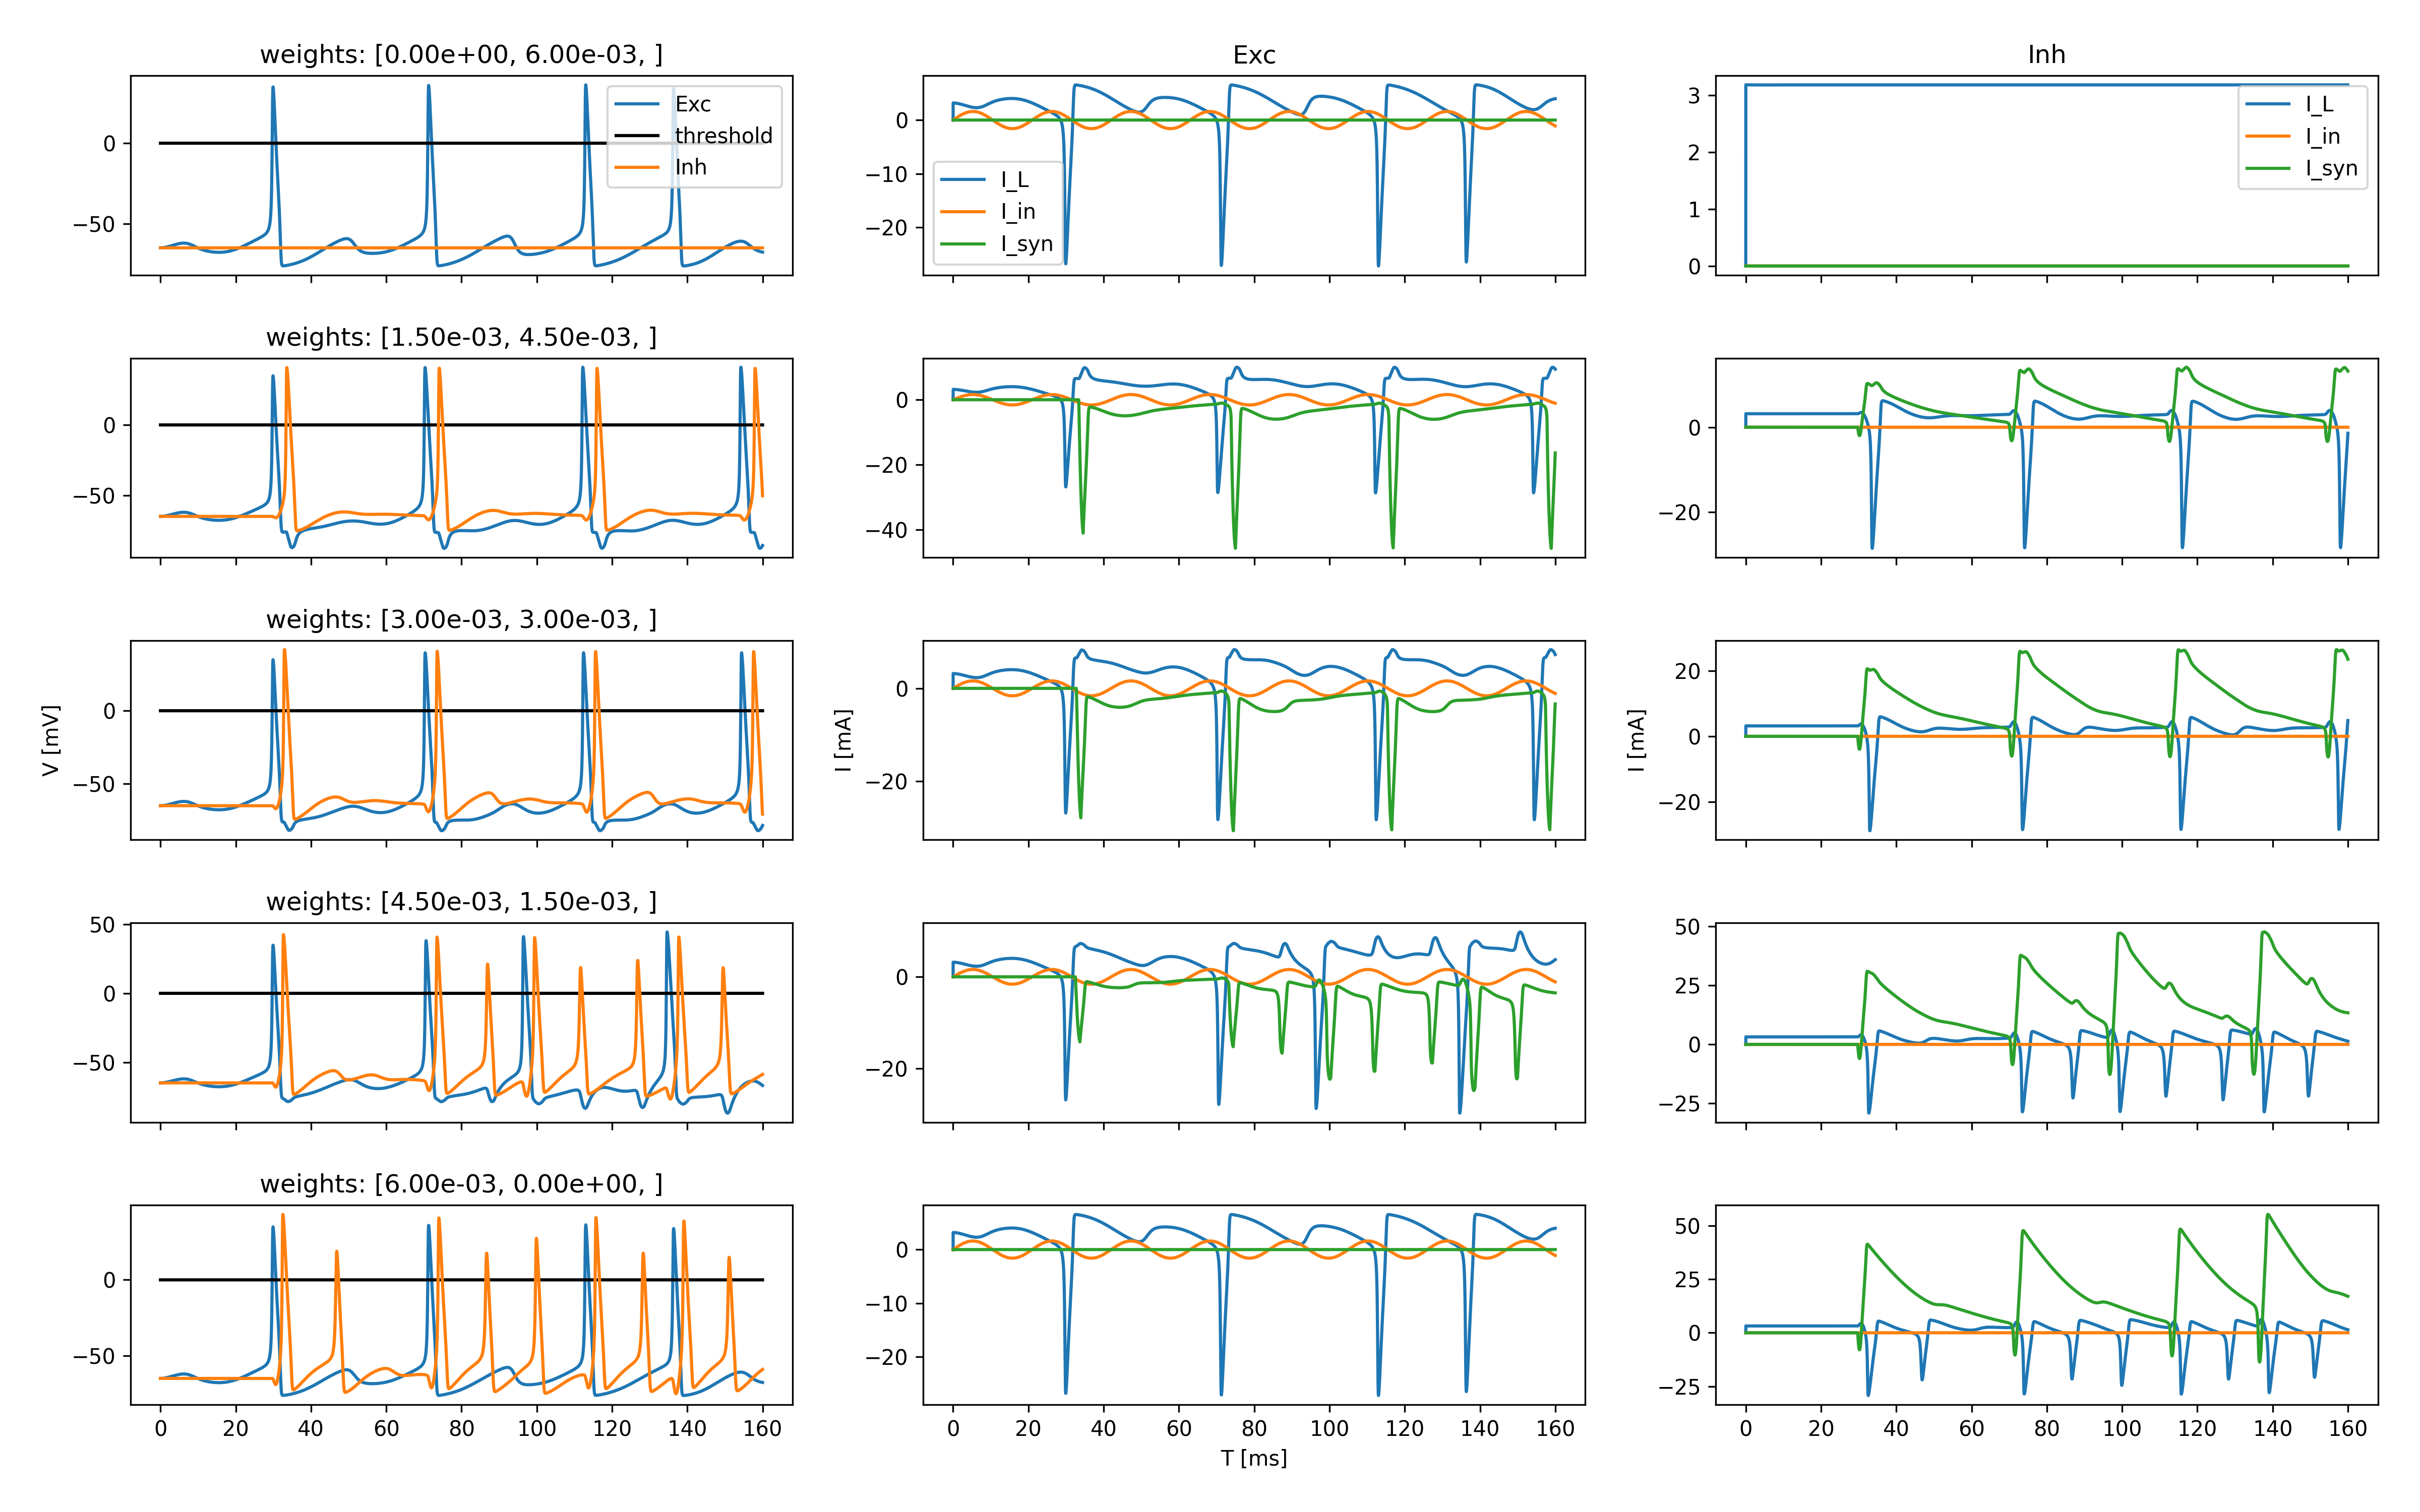 weights: [0.00e+00, 6.00e-03, ]
Exc
Inh
0
−50
Exc
threshold
Inh
0
−10
−20
I_L
I_in
I_syn
3
2
1
0
I_L
I_in
I_syn
weights: [1.50e-03, 4.50e-03, ]
0
−50
0
−20
−40
0
−20
weights: [3.00e-03, 3.00e-03, ]
V [mV]
0
−50
I [mA]
0
−20
I [mA]
20
0
−20
weights: [4.50e-03, 1.50e-03, ]
50
0
−50
0
−20
50
25
0
−25
weights: [6.00e-03, 0.00e+00, ]
0
−50
0 20 40 60 80 100 120 140 160
0
−10
−20
0 20 40 60 80 100 120 140 160
T [ms]
50
25
0
−25
0 20 40 60 80 100 120 140 160